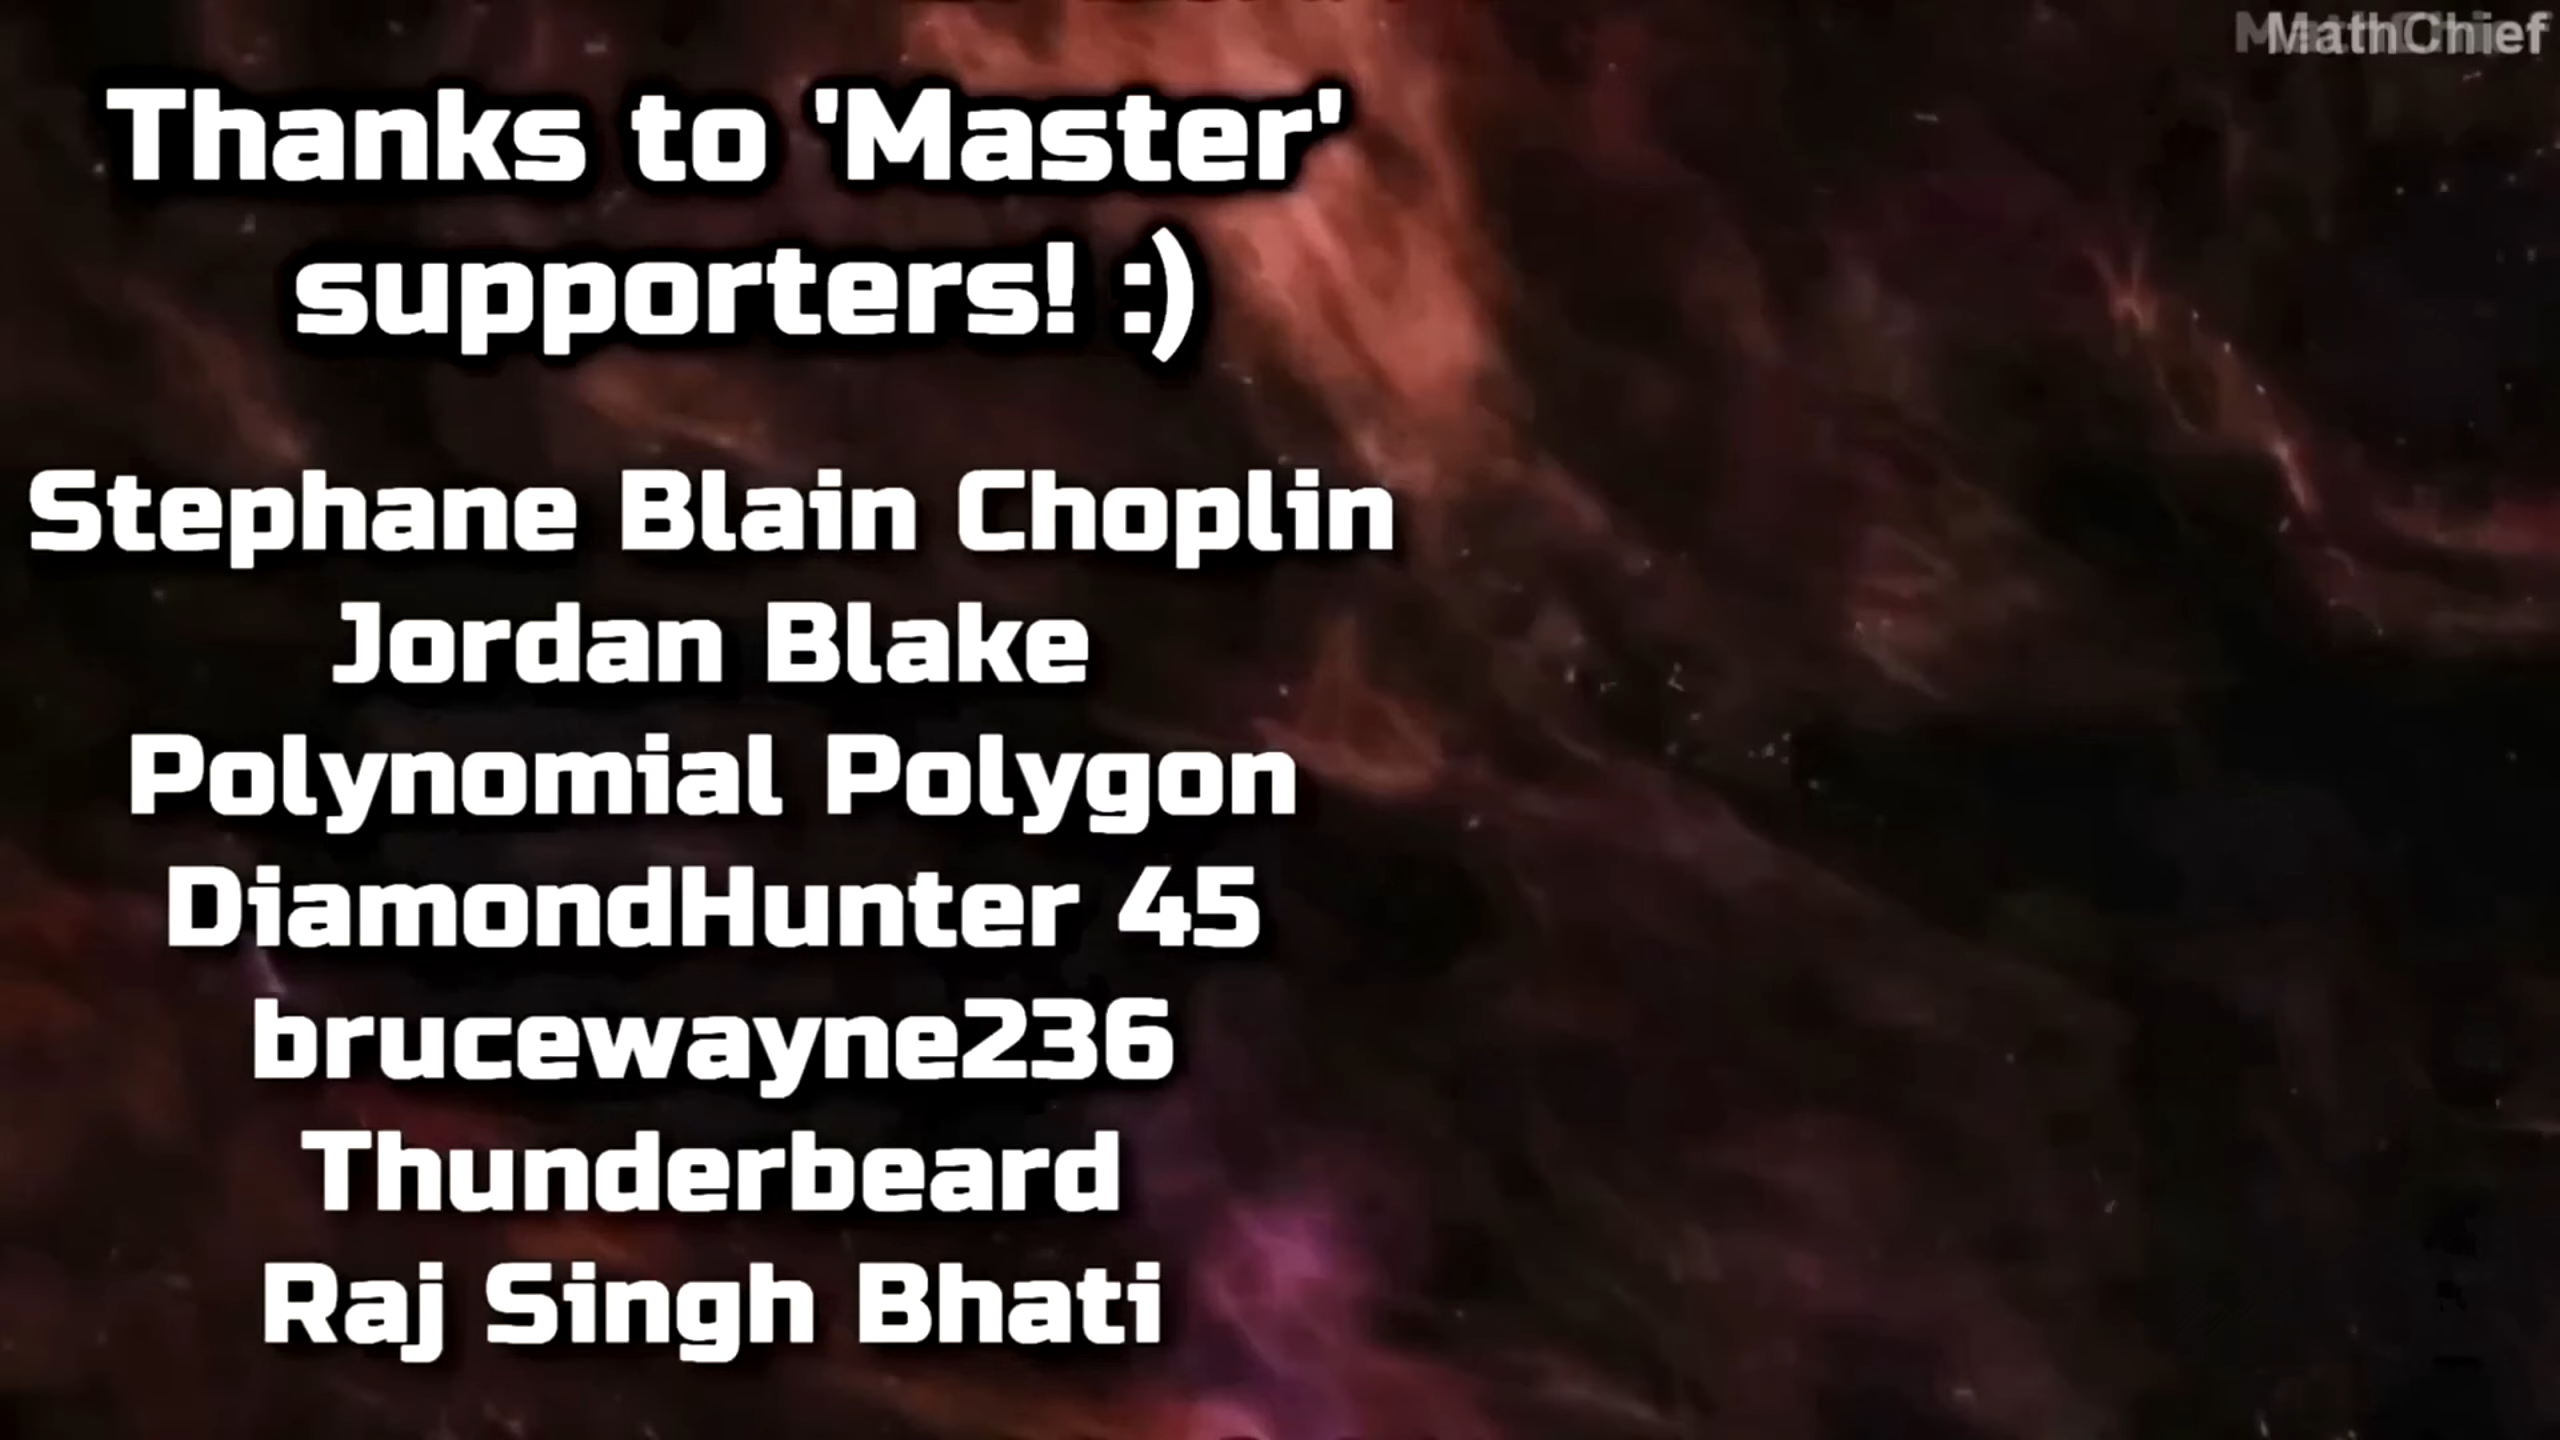 MathChief
Thanks to 'Master'
supporters! :)
Stephane Blain Choplin
Jordan Blake
Polynomial Polygon
DiamondHunter 45
brucewayne236
Thunderbeard
Raj Singh Bhati